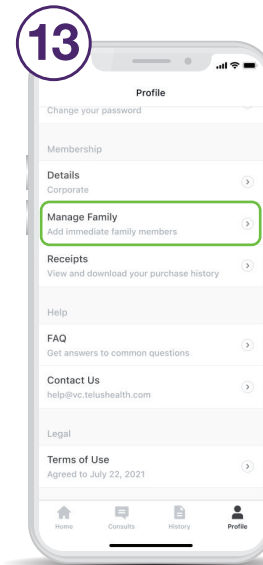 13
Profile
Change your password
Membership
Details
Corporate
Manage Family
Add immediate family members
Receipts
View and download your purchase history
Help
FAQ
Get answers to common questions
Contact Us
help@vc.telushealth.com
Legal
Terms of Use
Agreed to July 22, 2021
Home Consults History Profile